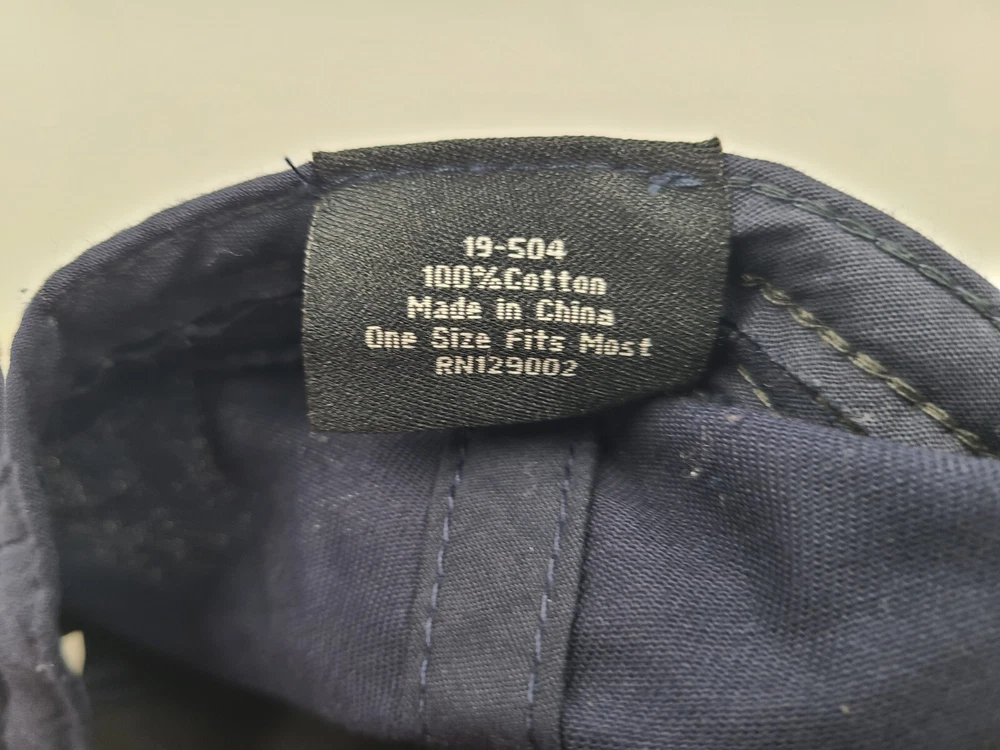 19-504
100%Cotton
Made in China
One Size Fits Most
RN129002